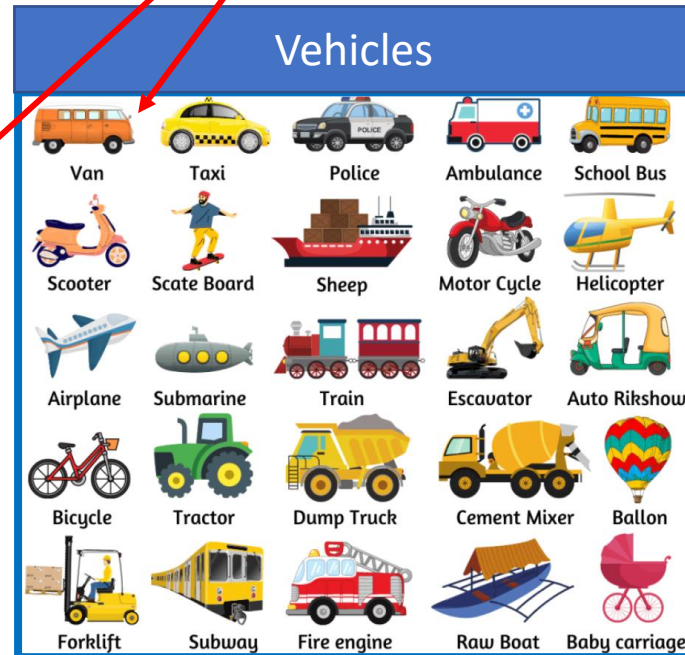 Vehicles
POLICE
Van Taxi Police Ambulance School Bus
Scooter Scate Board Sheep Motor Cycle Helicopter
Airplane Submarine Train Escavator Auto Rikshow
Bicycle Tractor Dump Truck Cement Mixer Ballon
Forklift Subway Fire engine Raw Boat Baby carriage